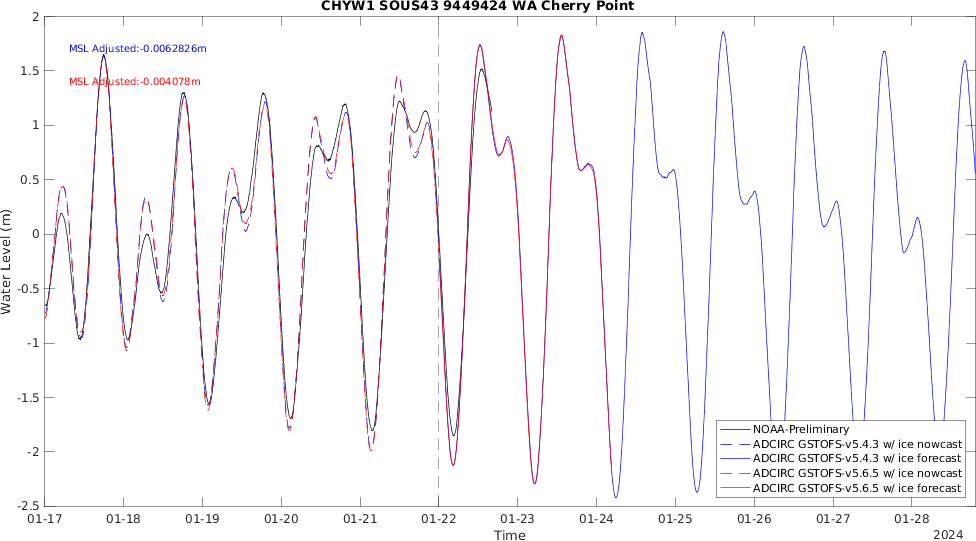 CHYW1 SOUS43 9449424 WA Cherry Point
MSL Adjusted:-0.0062826m
MSL Adjusted:-0.004078m
Water Level (m)
2
1.5
1
0.5
0
-0.5
-1
-1.5
-2
-2.5
NOAA-Preliminary
ADCIRC GSTOFS-v5.4.3 w/ ice nowcast
ADCIRC GSTOFS-v5.4.3 w/ ice forecast
ADCIRC GSTOFS-v5.6.5 w/ ice nowcast
ADCIRC GSTOFS-v5.6.5 w/ ice forecast
01-17 01-18 01-19 01-20 01-21 01-22 01-23 01-24 01-25 01-26 01-27 01-28
Time
2024